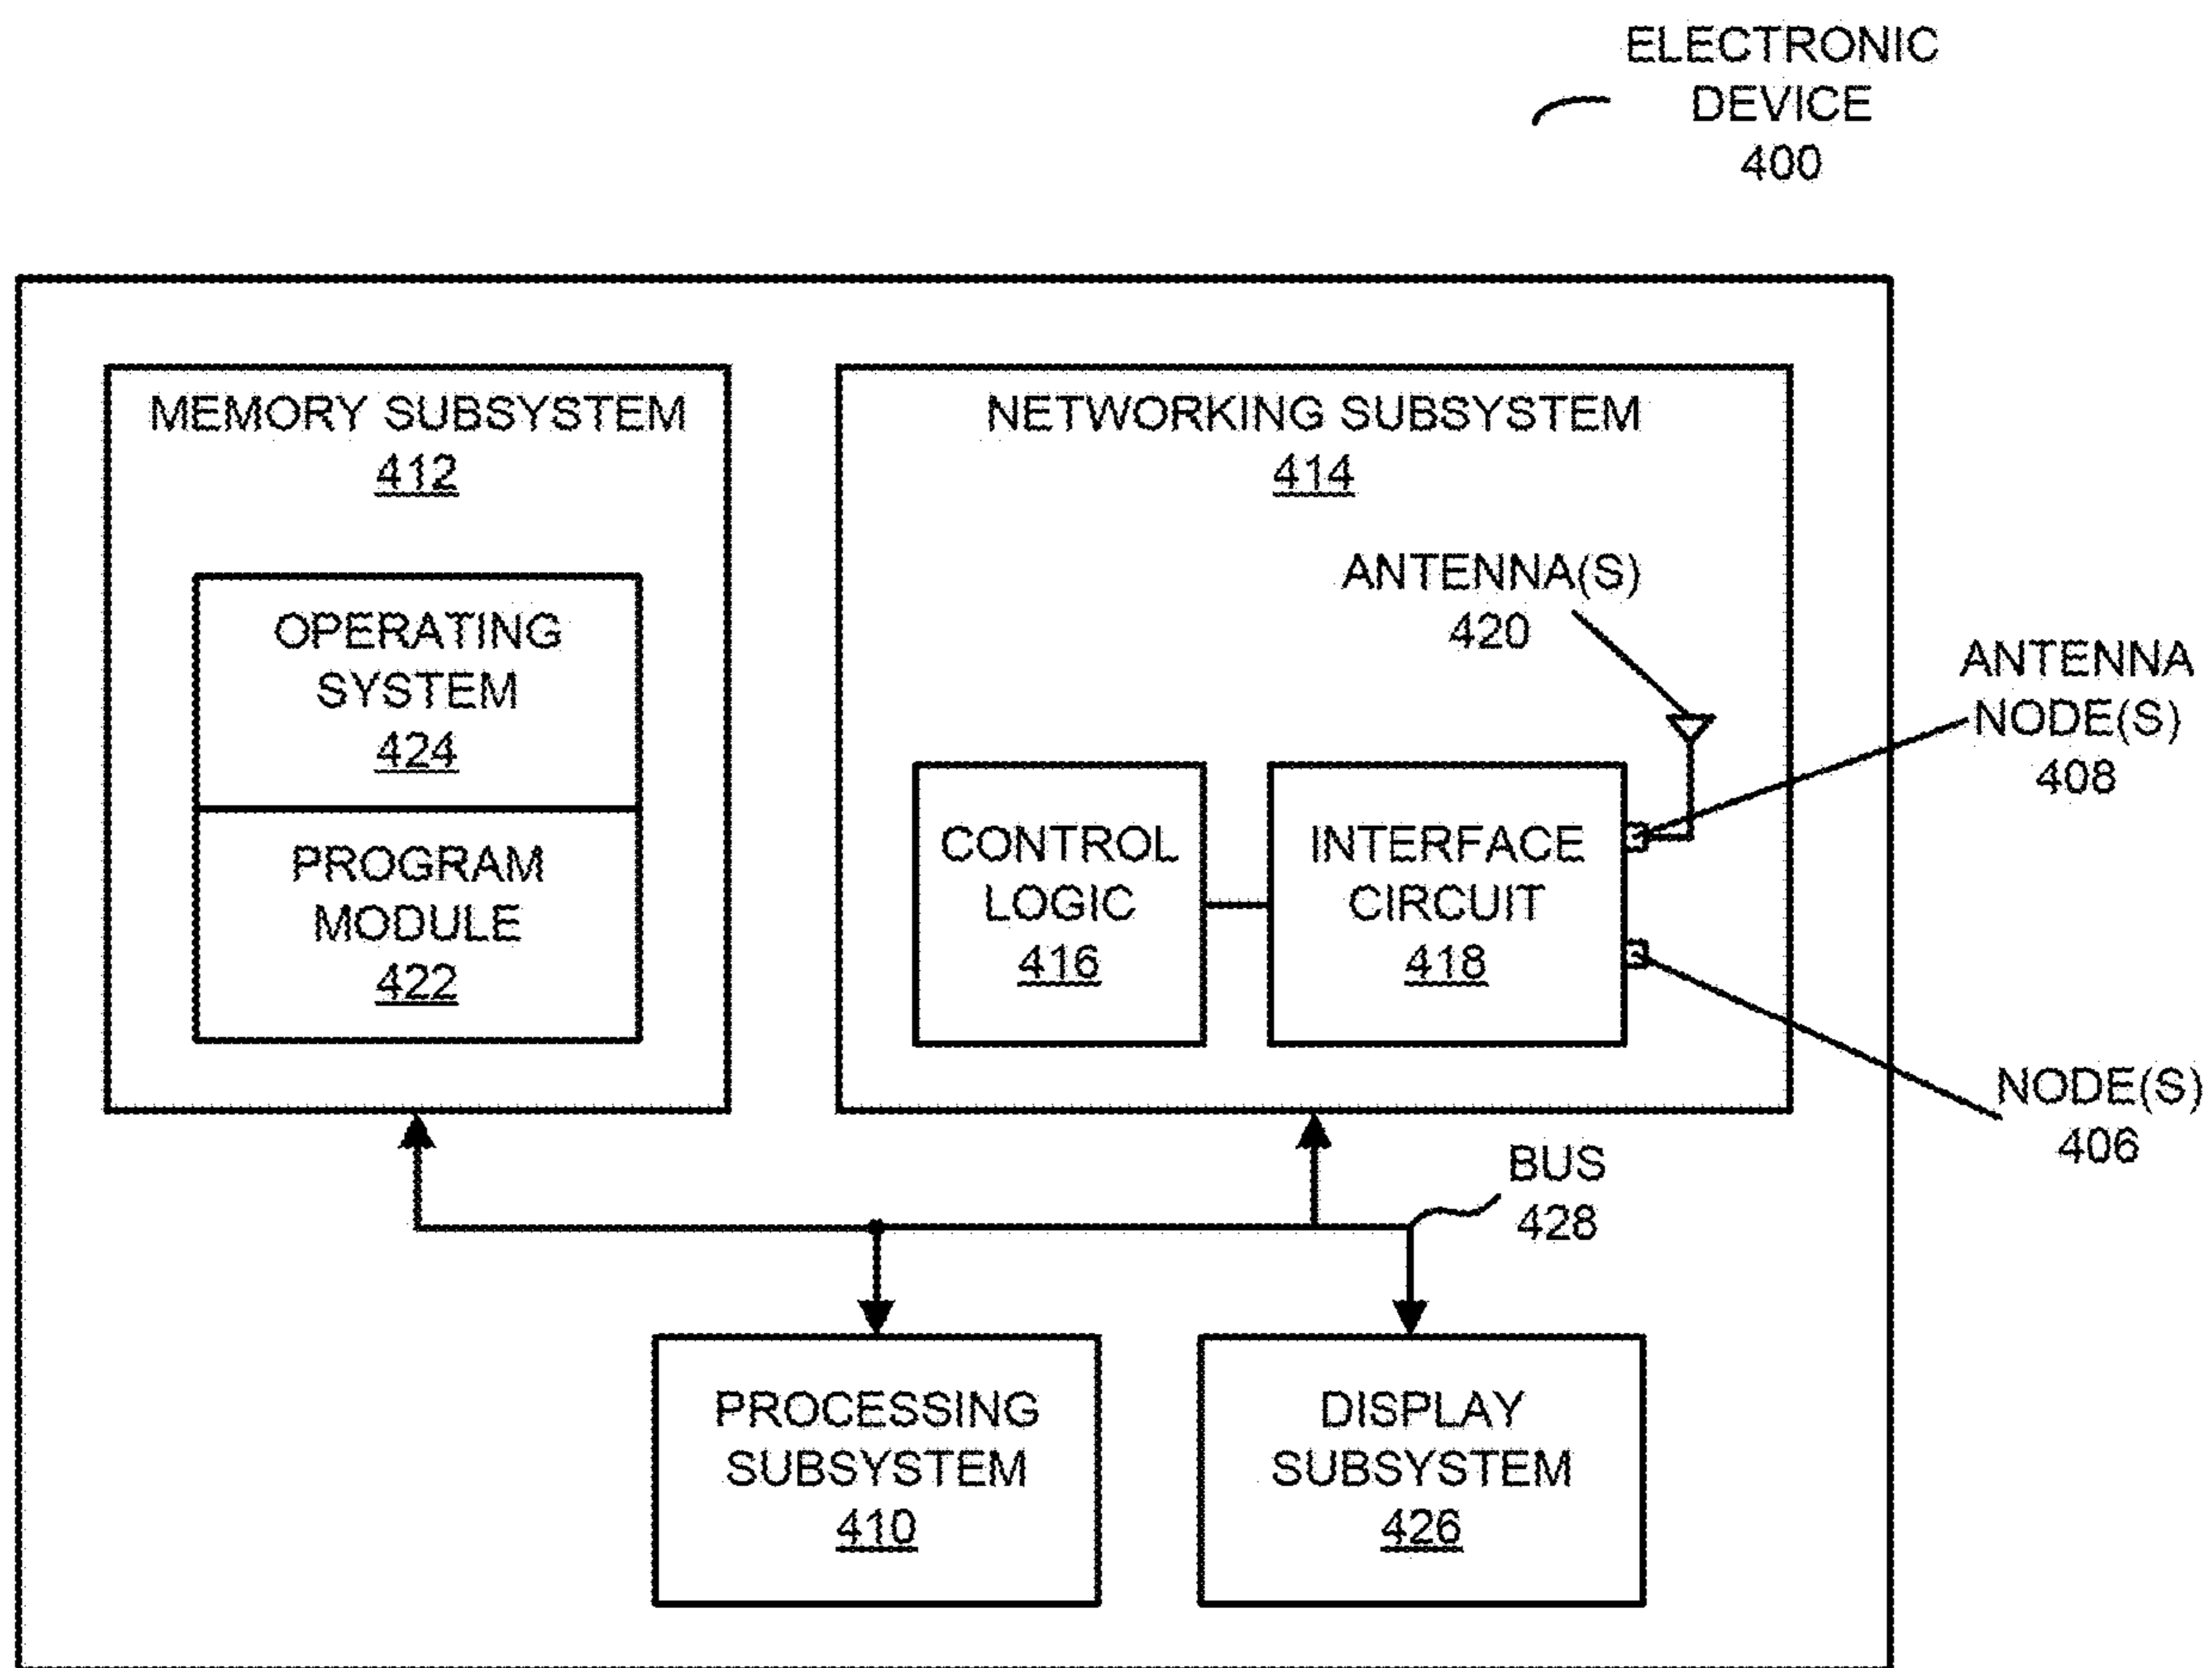 ELECTRONIC
DEVICE
400
MEMORY SUBSYSTEM
412
OPERATING
SYSTEM
424
PROGRAM
MODULE
422
NETWORKING SUBSYSTEM
414
ANTENNA(S)
420
CONTROL
LOGIC
416
INTERFACE
CIRCUIT
418
ANTENNA
NODE(S)
408
NODE(S)
406
BUS
428
PROCESSING
SUBSYSTEM
410
DISPLAY
SUBSYSTEM
426